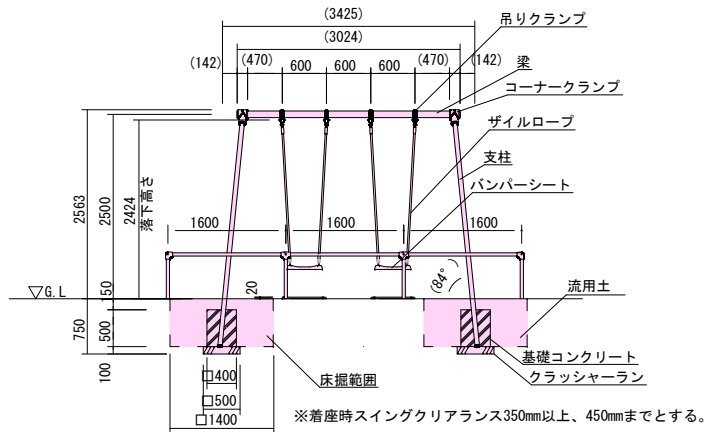 (3425)
吊りクランプ
(3024)
(142) (470) 600 600 600 (470) (142)
梁
コーナークランプ
ザイルロープ
支柱
バンパーシート
2563
2500
2424
落下高さ
1600 1600 1600
(84°)
▽G.L
150
20
流用土
750
500
100
基礎コンクリート
クラッシャーラン
□400
床掘範囲
□500
□1400
※着座時スイングクリアランス350mm以上、450mmまでとする。